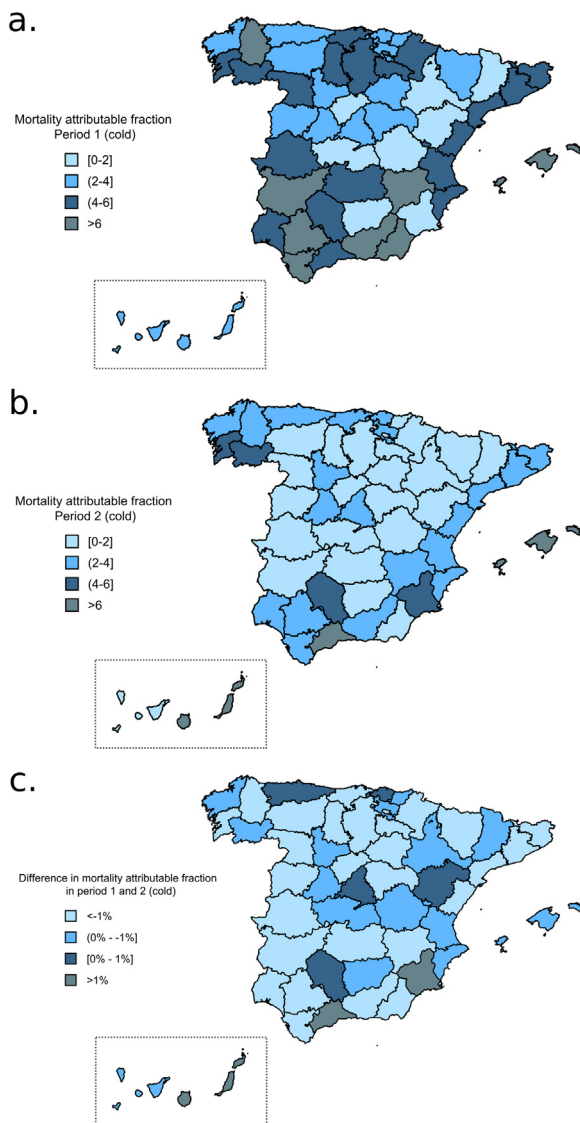 a.
Mortality attributable fraction
Period 1 (cold)
[0-2]
(2-4]
(4-6]
>6
b.
Mortality attributable fraction
Period 2 (cold)
[0-2]
(2-4]
(4-6]
>6
c.
Difference in mortality attributable fraction
in period 1 and 2 (cold)
<-1%
(0% - -1%]
[0% - 1%]
>1%